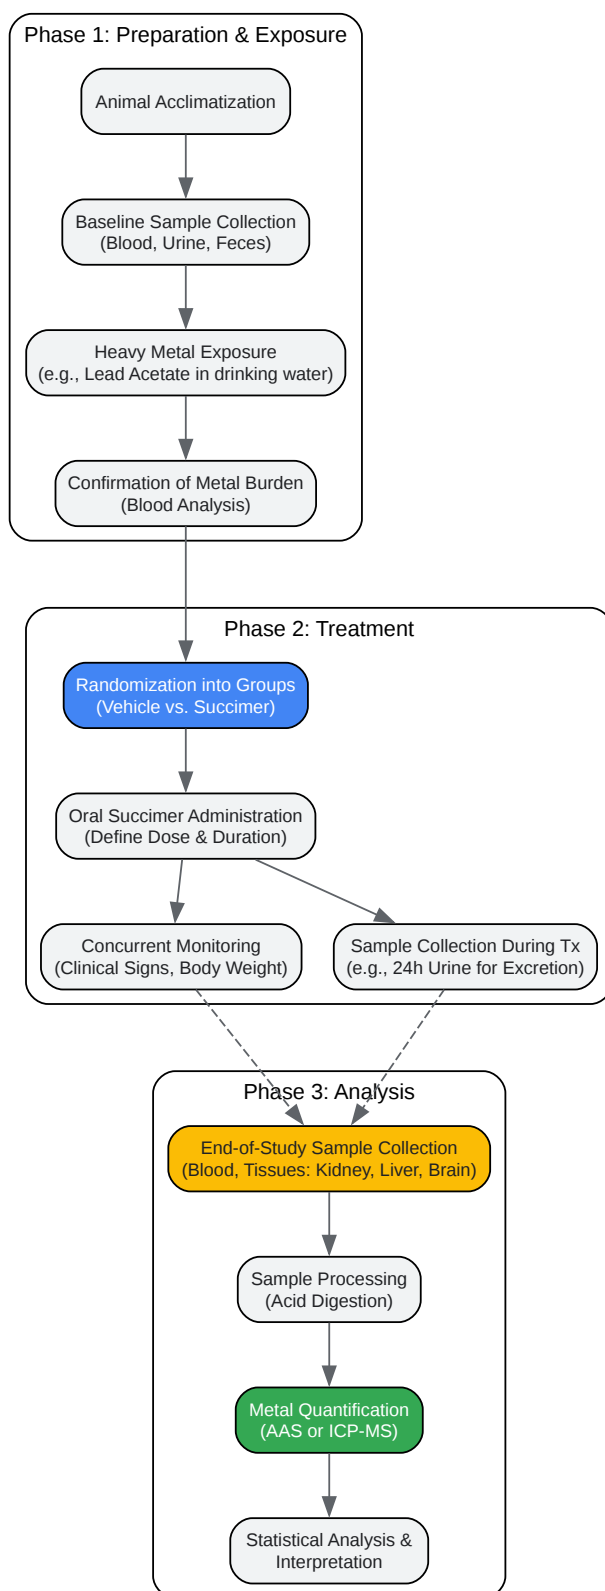 Phase 1: Preparation & Exposure
Animal Acclimatization
Baseline Sample Collection
(Blood, Urine, Feces)
Heavy Metal Exposure
(e.g., Lead Acetate in drinking water)
Confirmation of Metal Burden
(Blood Analysis)
Phase 2: Treatment
Randomization into Groups
(Vehicle vs. Succimer)
Oral Succimer Administration
(Define Dose & Duration)
Concurrent Monitoring
(Clinical Signs, Body Weight)
Sample Collection During Tx
(e.g., 24h Urine for Excretion)
Phase 3: Analysis
End-of-Study Sample Collection
(Blood, Tissues: Kidney, Liver, Brain)
Sample Processing
(Acid Digestion)
Metal Quantification
(AAS or ICP-MS)
Statistical Analysis &
Interpretation